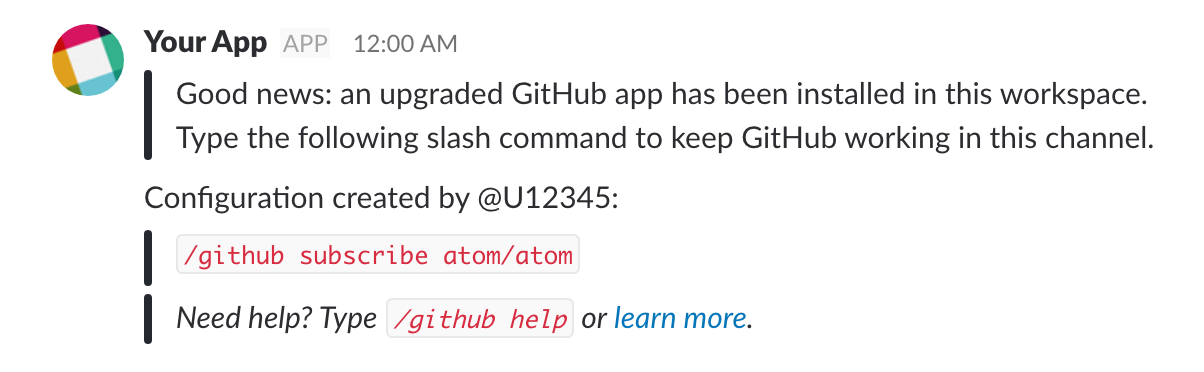 Your App APP 12:00 AM
Good news: an upgraded GitHub app has been installed in this workspace.
Type the following slash command to keep GitHub working in this channel.
Configuration created by @U12345:
/github subscribe atom/atom
Need help? Type /github help or learn more.